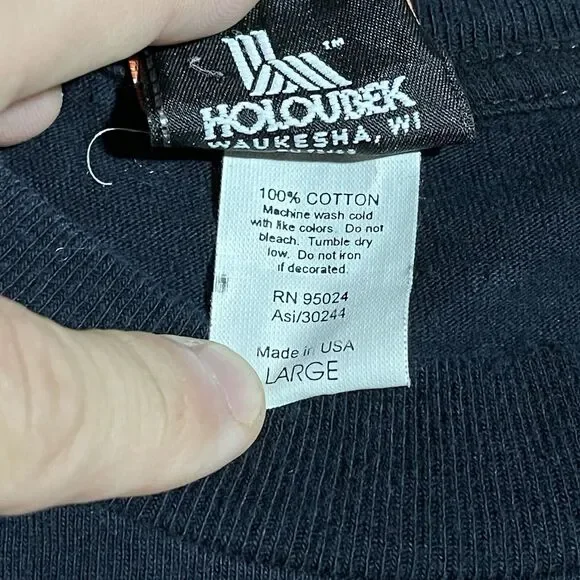 TM
HOLOUBEK
WAUKESHA, WI
100% COTTON
Machine wash cold
with like colors. Do not
bleach. Tumble dry
low. Do not iron
if decorated.
RN 95024
Asi/30244
Made in USA
LARGE